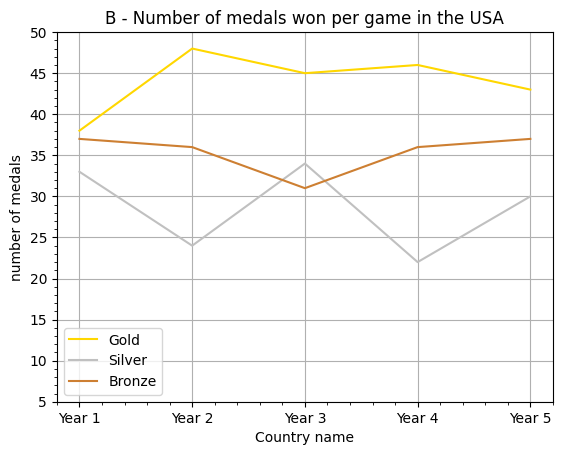 B - Number of medals won per game in the USA
number of medals
50
45
40
35
30
25
20
15
10
5
Gold
Silver
Bronze
Year 1 Year 2 Year 3 Year 4 Year 5
Country name